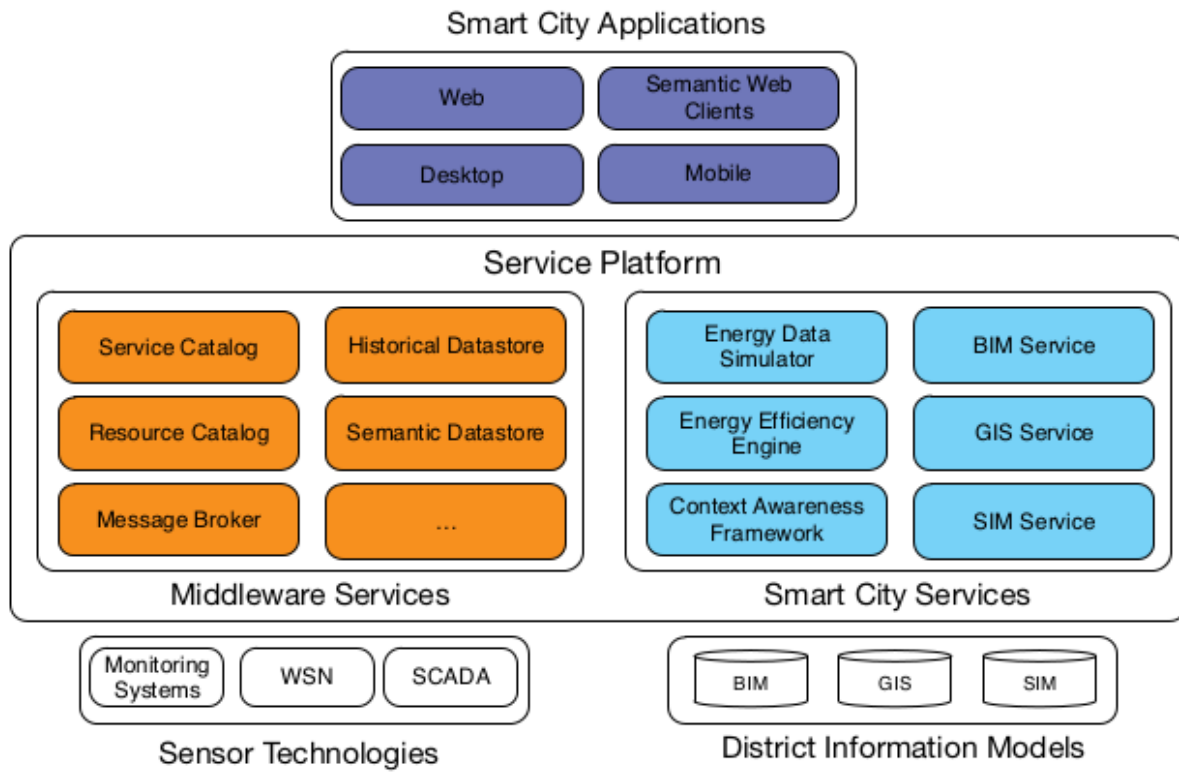 Smart City Applications
Web
Semantic Web
Clients
Desktop
Mobile
Service Platform
Service Catalog
Historical Datastore
Resource Catalog
Semantic Datastore
Message Broker
...
Middleware Services
Energy Data
Simulator
BIM Service
Energy Efficiency
Engine
GIS Service
Context Awareness
Framework
SIM Service
Smart City Services
Monitoring
Systems
WSN
SCADA
Sensor Technologies
BIM
GIS
SIM
District Information Models